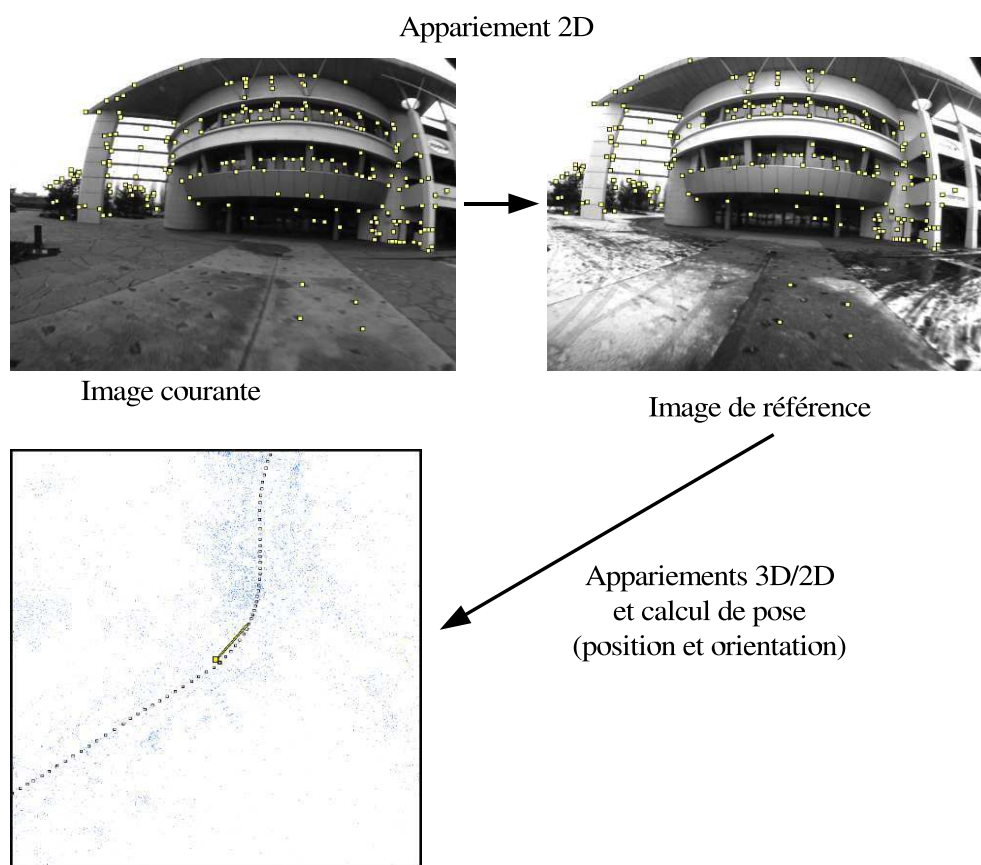 Appariement 2D
Image courante
Image de référence
Appariements 3D/2D
et calcul de pose
(position et orientation)